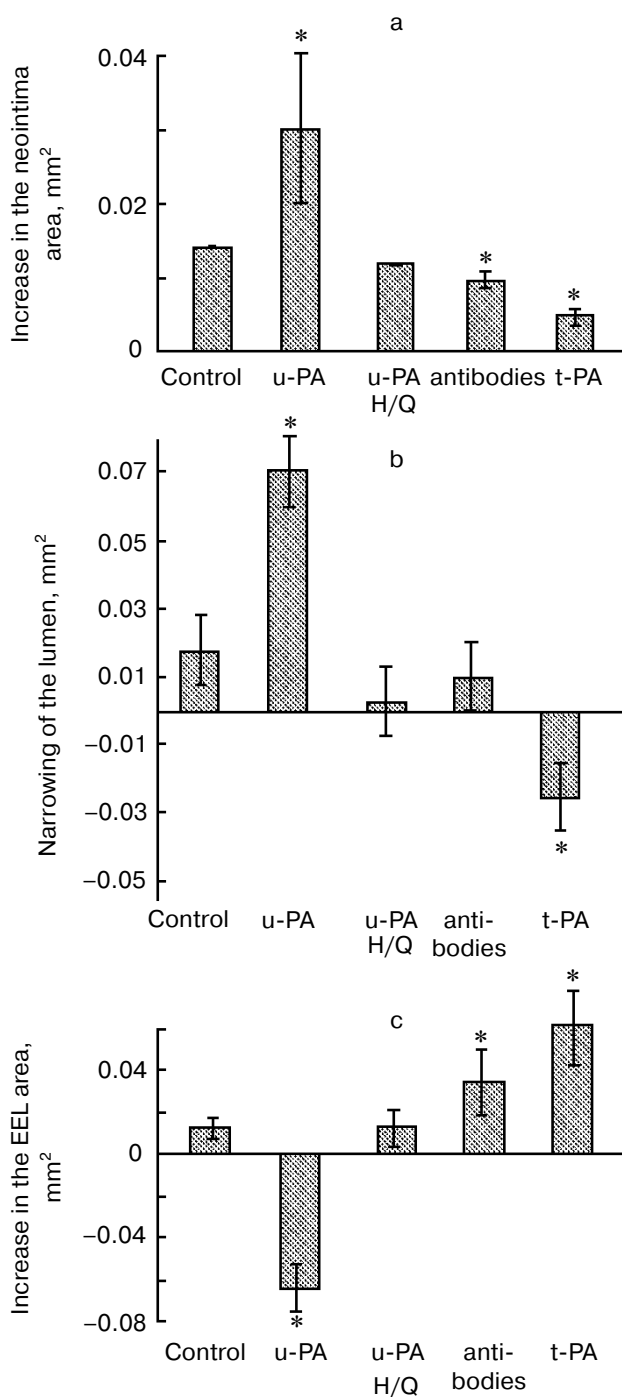 a
Increase in the neointima
area, mm²
0.04
0.02
0
*
*
*
Control u-PA u-PA antibodies t-PA
H/Q
b
Narrowing of the lumen, mm²
0.07
0.05
0.03
0.01
−0.01
−0.03
−0.05
*
*
Control u-PA u-PA anti- t-PA
H/Q bodies
c
Increase in the EEL area,
mm²
0.04
0
−0.04
−0.08
*
*
*
Control u-PA u-PA anti- t-PA
H/Q bodies